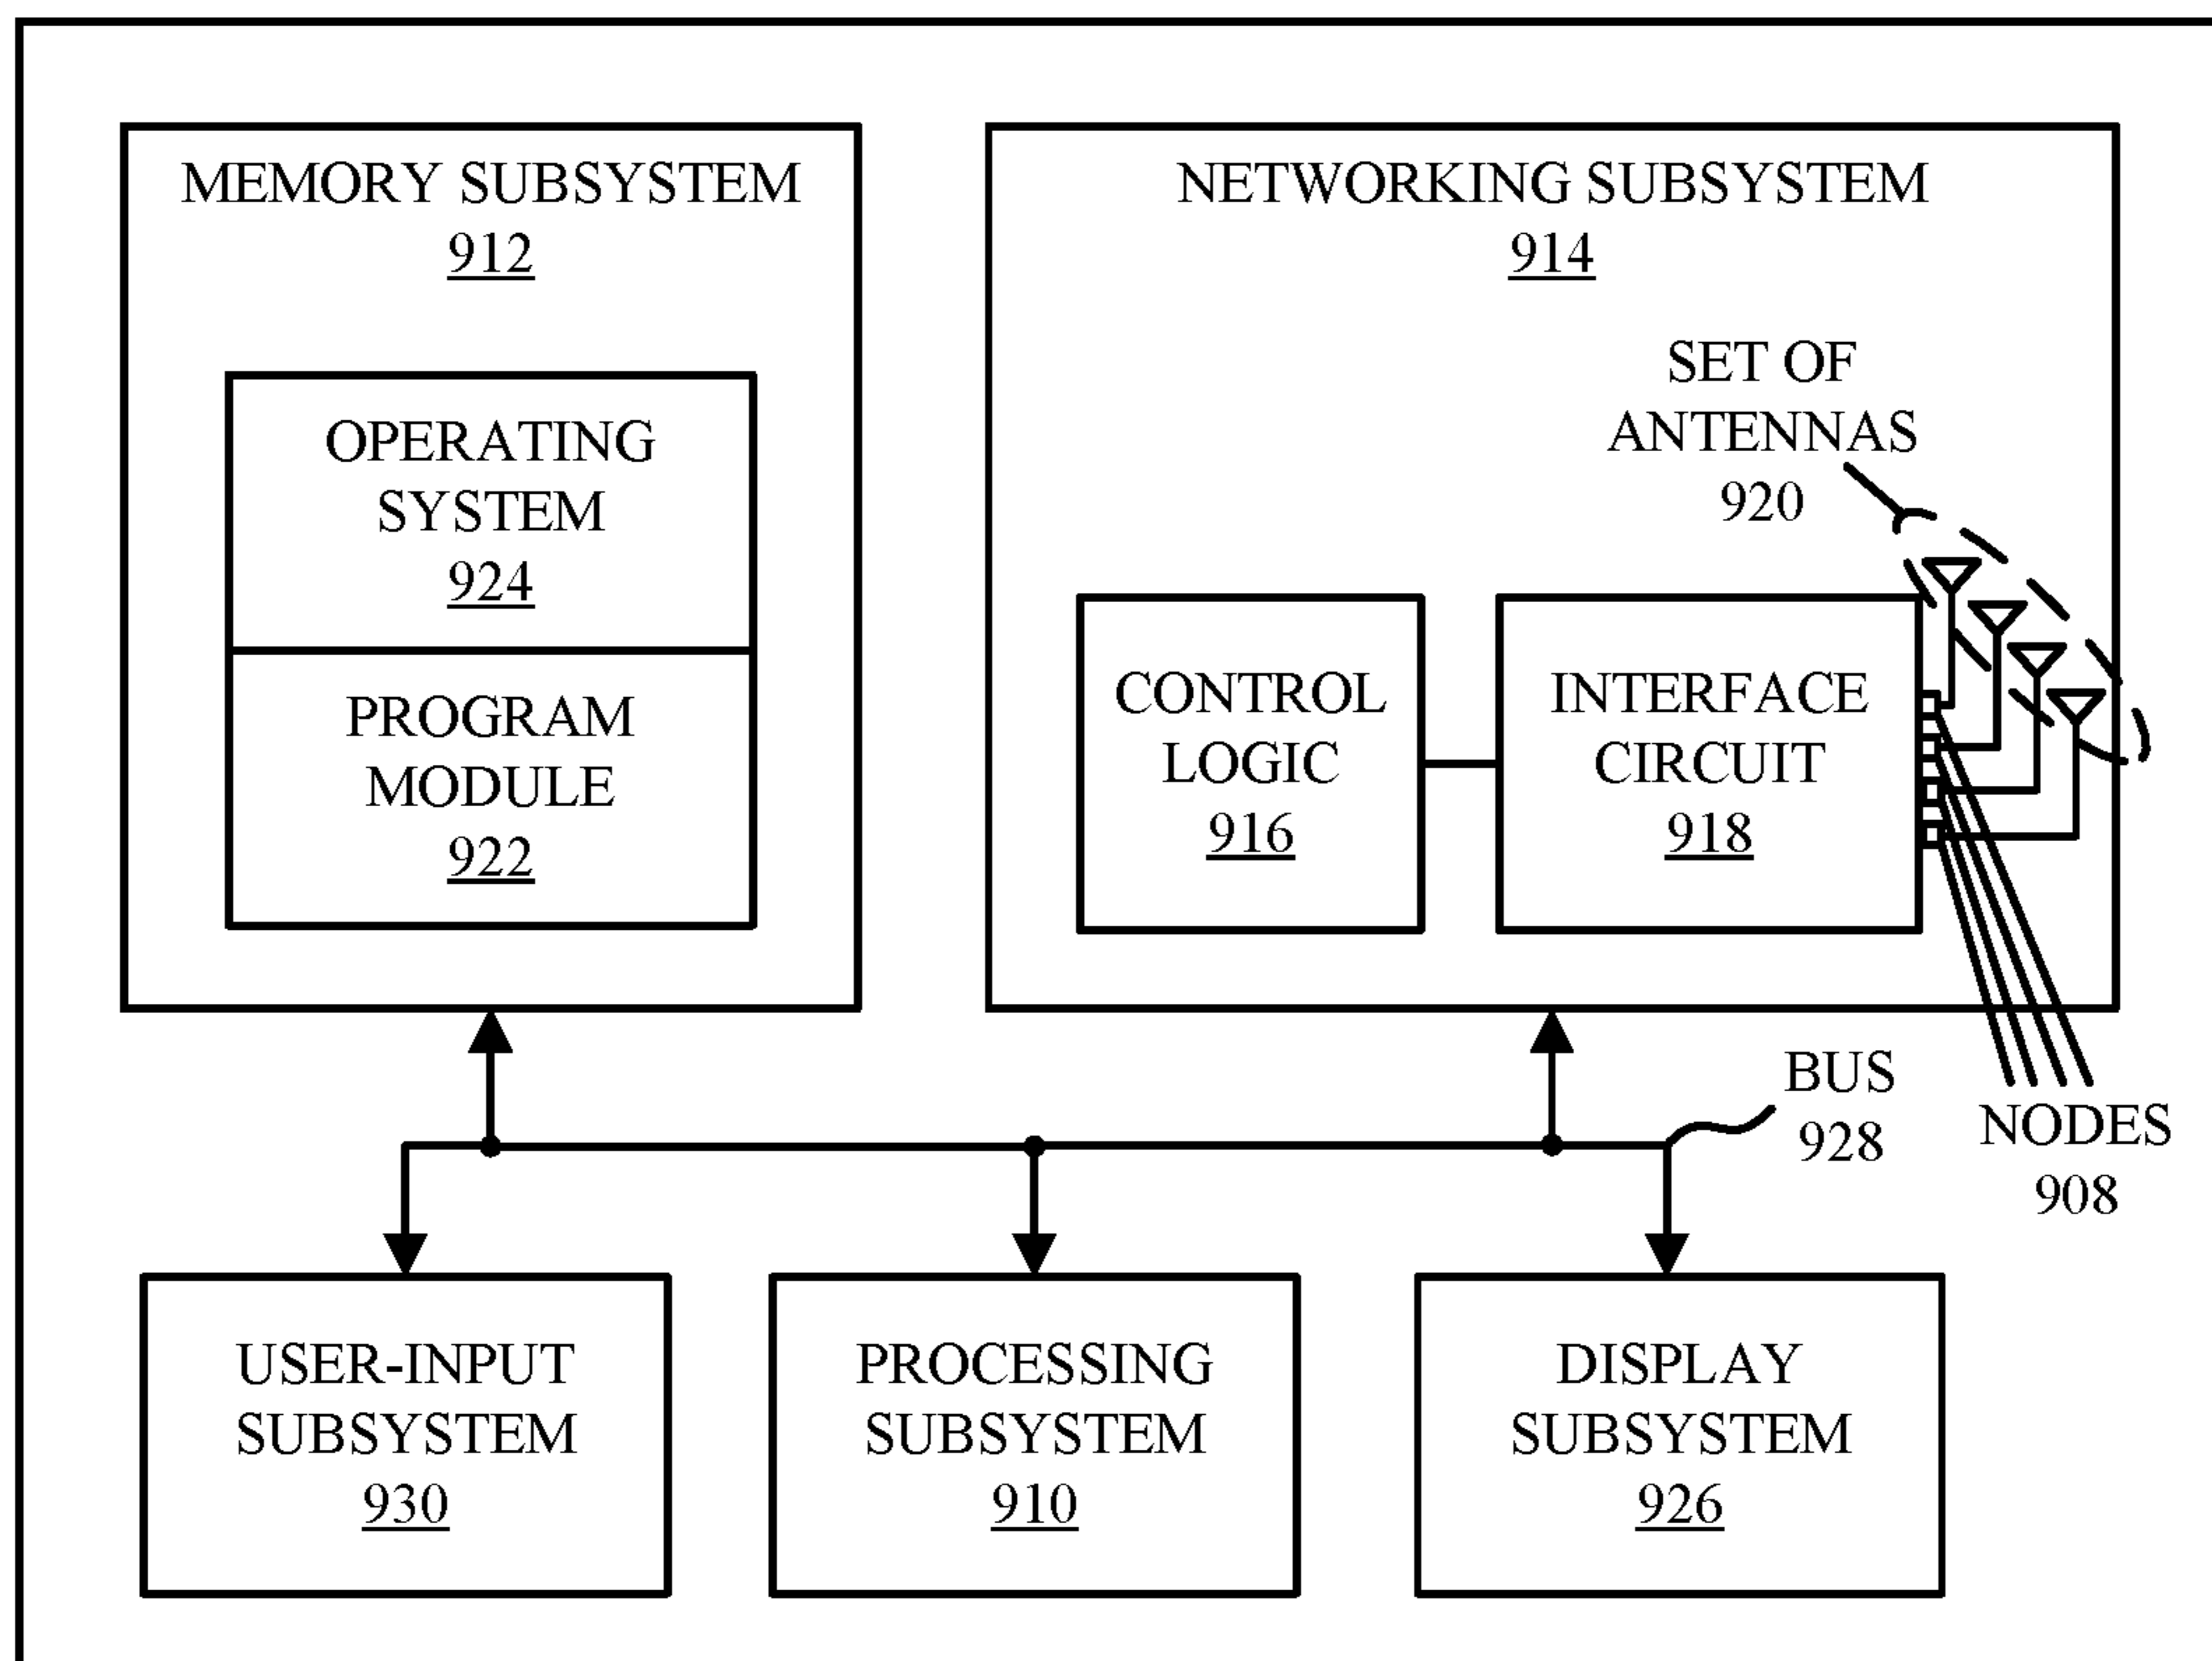 MEMORY SUBSYSTEM
912
OPERATING
SYSTEM
924
PROGRAM
MODULE
922
NETWORKING SUBSYSTEM
914
SET OF
ANTENNAS
920
CONTROL
LOGIC
916
INTERFACE
CIRCUIT
918
BUS
928
NODES
908
USER-INPUT
SUBSYSTEM
930
PROCESSING
SUBSYSTEM
910
DISPLAY
SUBSYSTEM
926